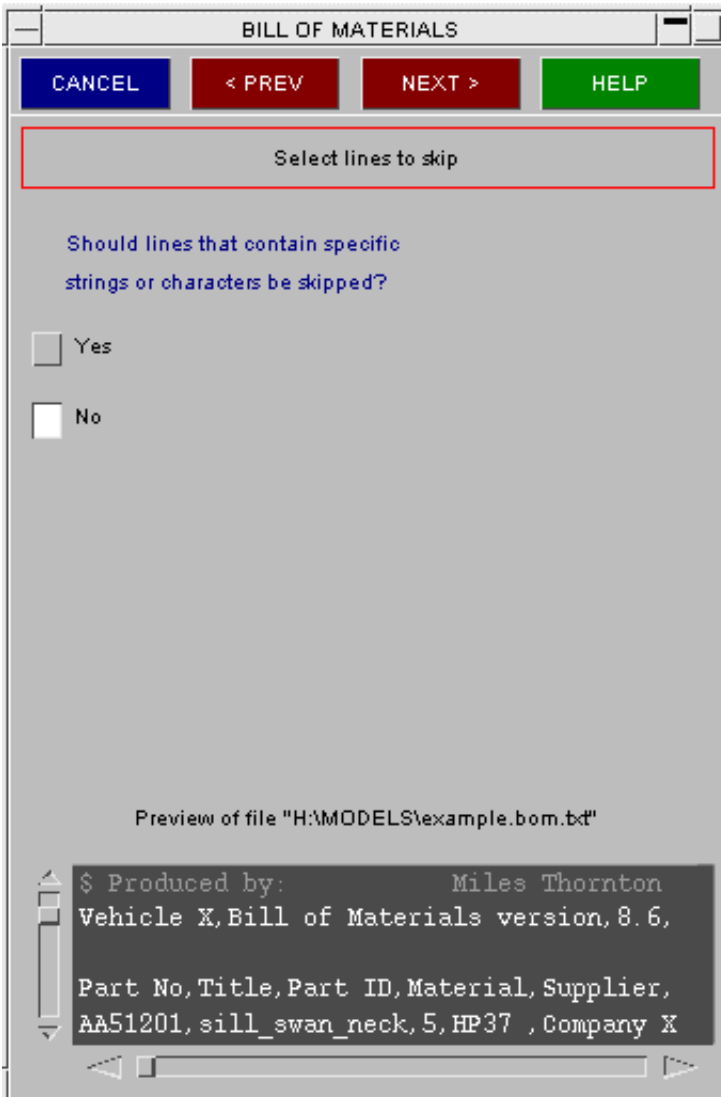 BILL OF MATERIALS
CANCEL
< PREV
NEXT >
HELP
Select lines to skip
Should lines that contain specific
strings or characters be skipped?
Yes
No
Preview of file "H:\MODELS\example.bom.txt"
$ Produced by: Miles Thornton
Vehicle X,Bill of Materials version,8.6,
Part No,Title,Part ID,Material,Supplier,
AA51201,sill_swan_neck,5,HP37 ,Company X